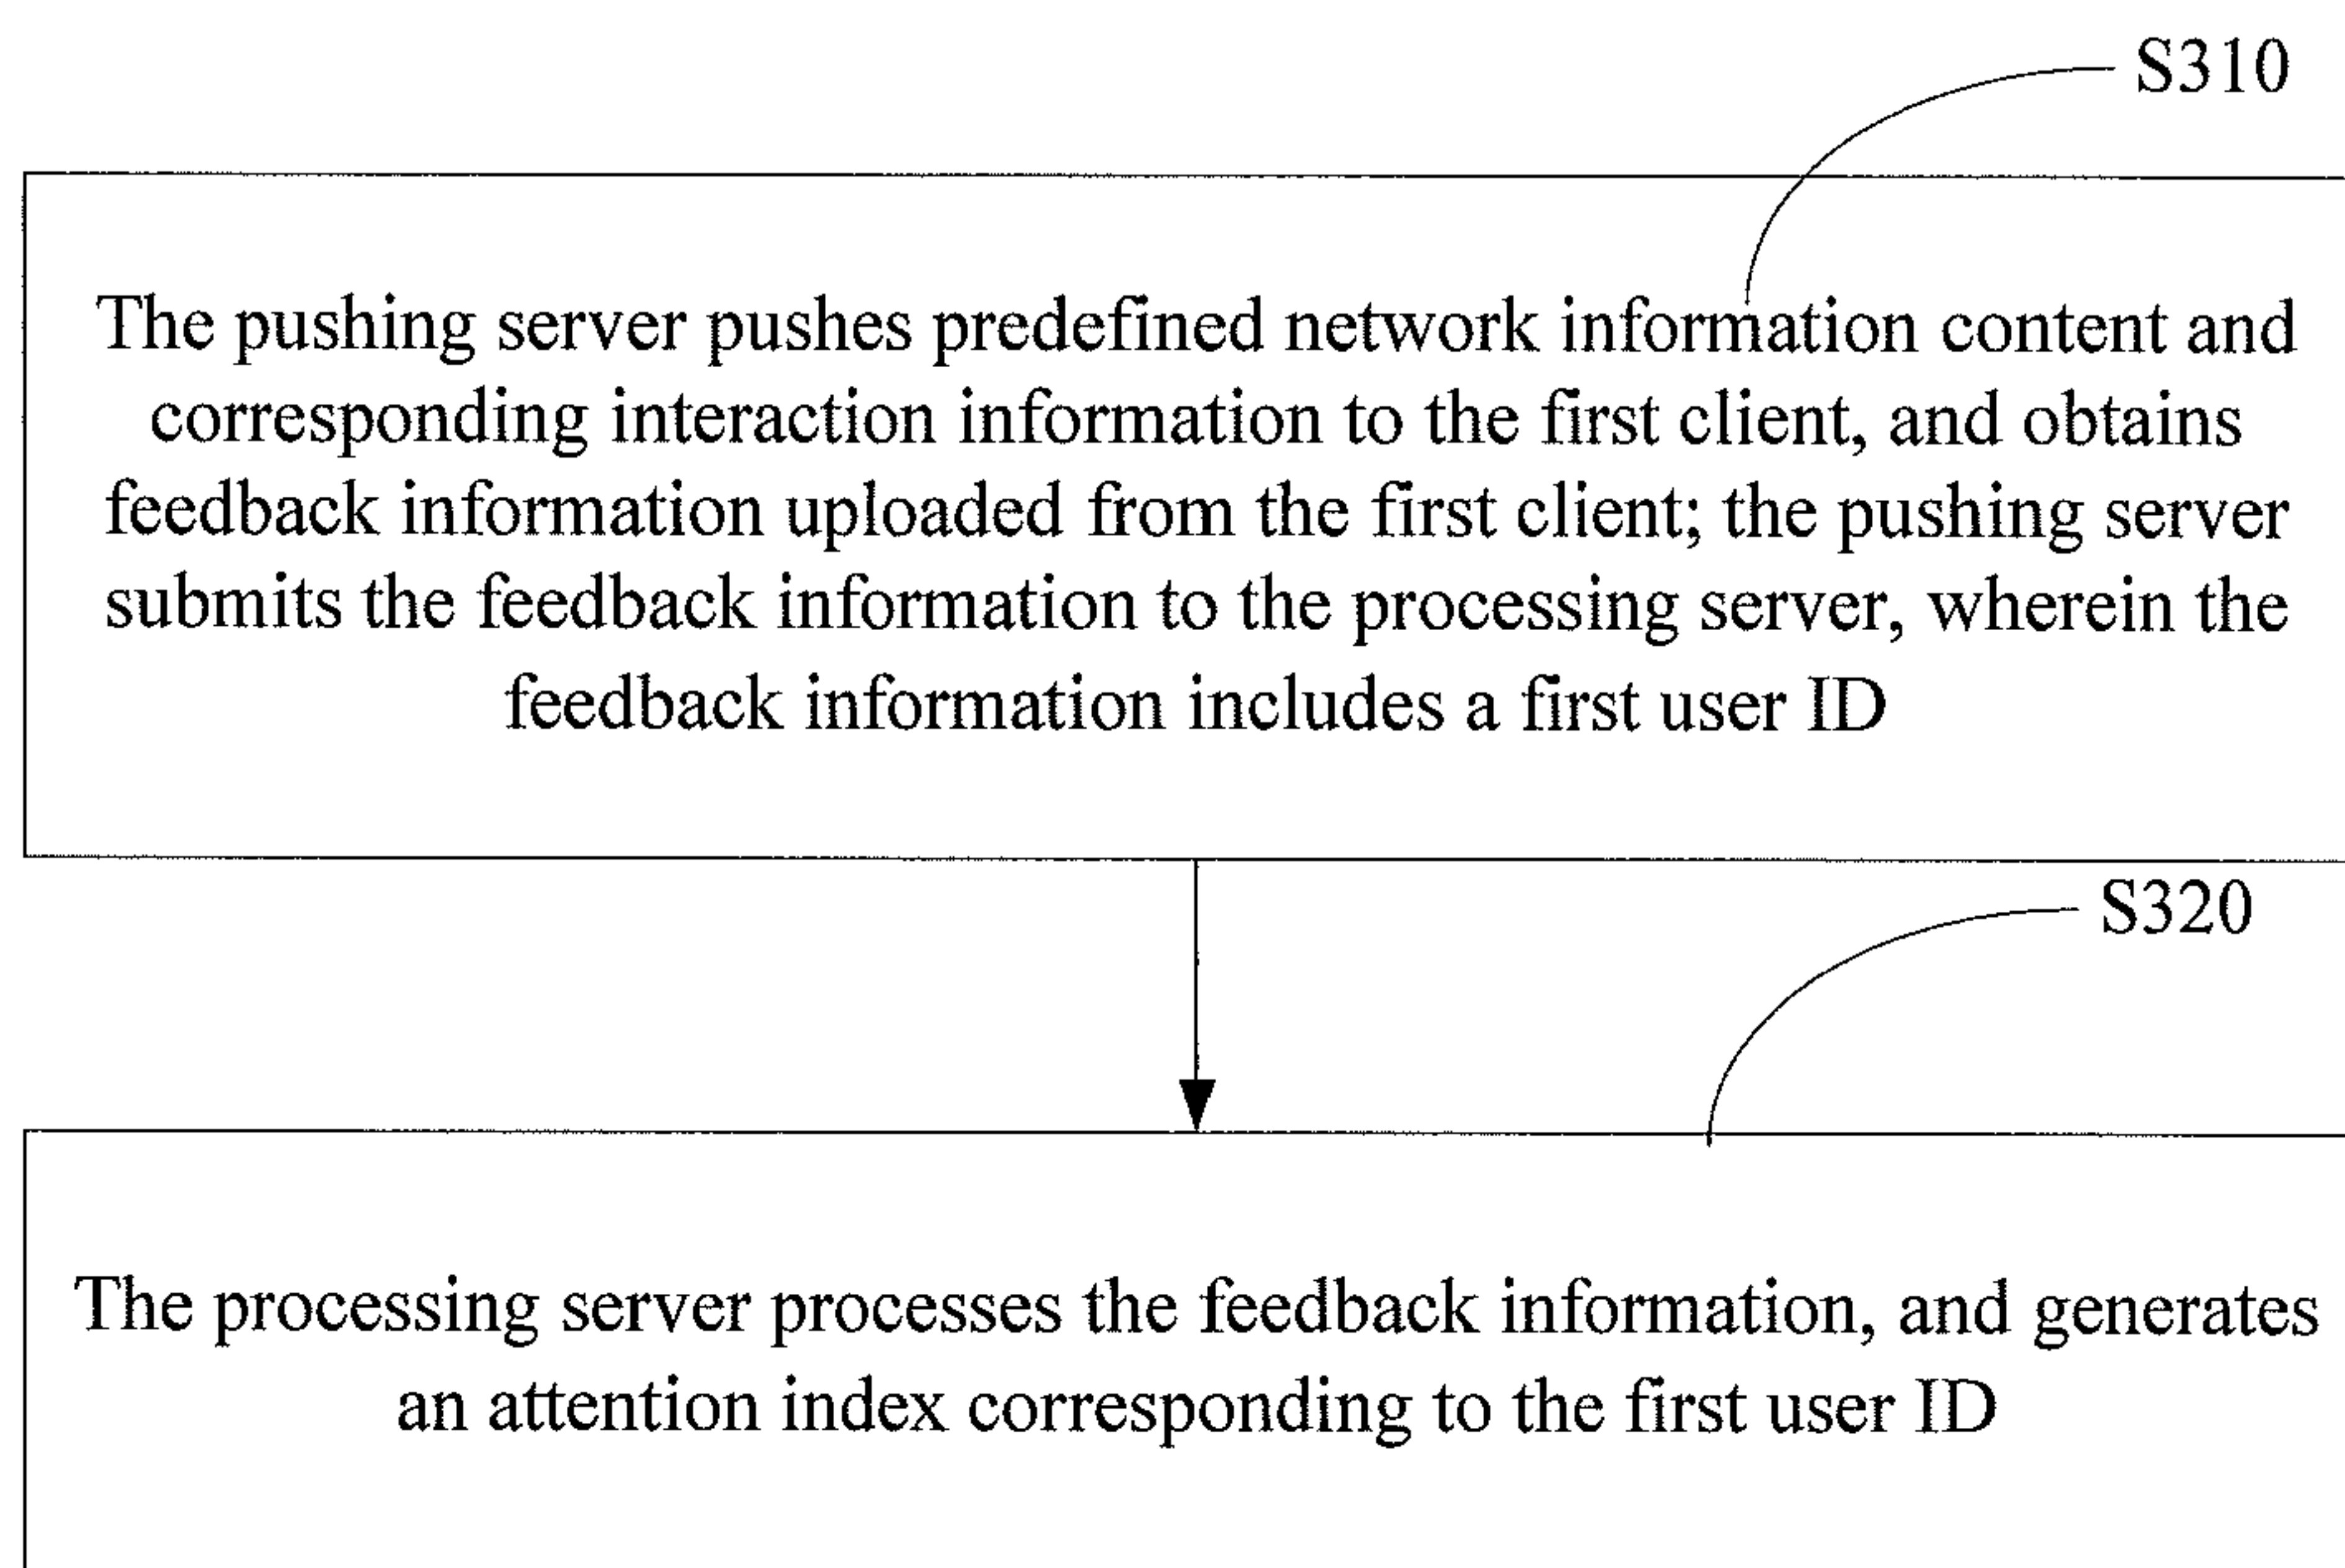 S310
The pushing server pushes predefined network information content and
corresponding interaction information to the first client, and obtains
feedback information uploaded from the first client; the pushing server
submits the feedback information to the processing server, wherein the
feedback information includes a first user ID
S320
The processing server processes the feedback information, and generates
an attention index corresponding to the first user ID